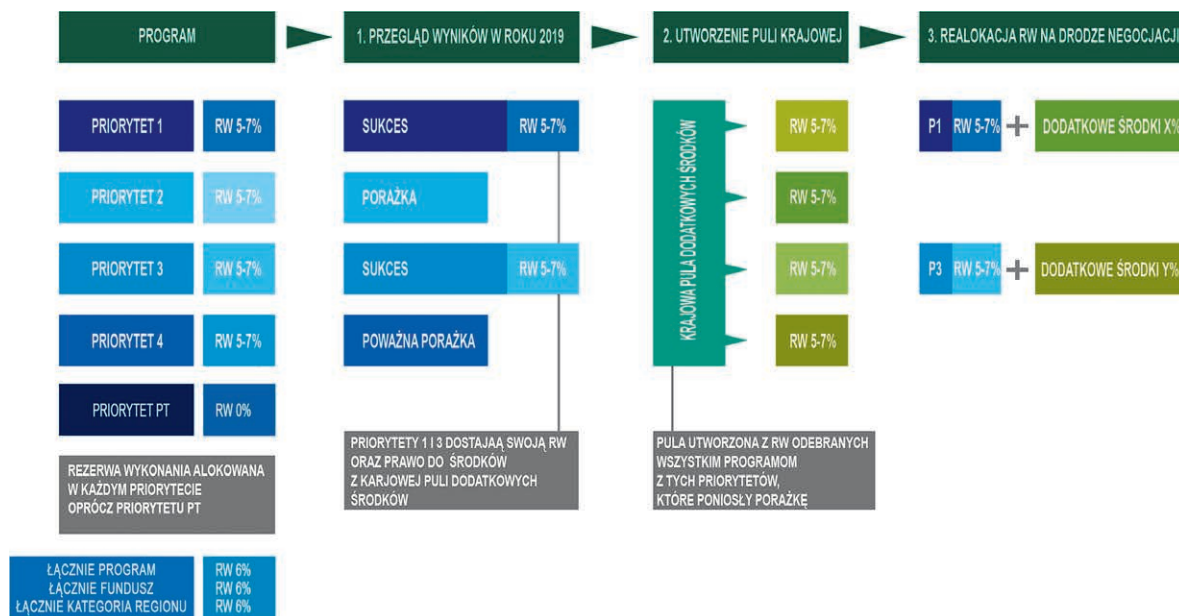 PROGRAM
1. PRZEGLĄD WYNIKÓW W ROKU 2019
2. UTWORZENIE PULI KRAJOWEJ
3. REALOKACJA RW NA DRODZE NEGOCJACJI
PRIORYTET 1
RW 5-7%
PRIORYTET 2
RW 5-7%
PRIORYTET 3
RW 5-7%
PRIORYTET 4
RW 5-7%
PRIORYTET PT
RW 0%
REZERWA WYKONANIA ALOKOWANA
W KAŻDYM PRIORYTECIE
OPRÓCZ PRIORYTETU PT
ŁĄCZNIE PROGRAM
RW 6%
ŁĄCZNIE FUNDUSZ
RW 6%
ŁĄCZNIE KATEGORIA REGIONU
RW 6%
SUKCES
RW 5-7%
PORAŻKA
SUKCES
RW 5-7%
POWAŻNA PORAŻKA
PRIORYTETY 1 I 3 DOSTAJAĄ SWOJĄ RW
ORAZ PRAWO DO ŚRODKÓW
Z KARJOWEJ PULI DODATKOWYCH
ŚRODKÓW
KRAJOWA PULA DODATKOWYCH ŚRODKÓW
RW 5-7%
RW 5-7%
RW 5-7%
RW 5-7%
PULA UTWORZONA Z RW ODEBRANYCH
WSZYSTKIM PROGRAMOM
Z TYCH PRIORYTETÓW,
KTÓRE PONIOSŁY PORAŻKĘ
P1
RW 5-7%
+
DODATKOWE ŚRODKI X%
P3
RW 5-7%
+
DODATKOWE ŚRODKI Y%